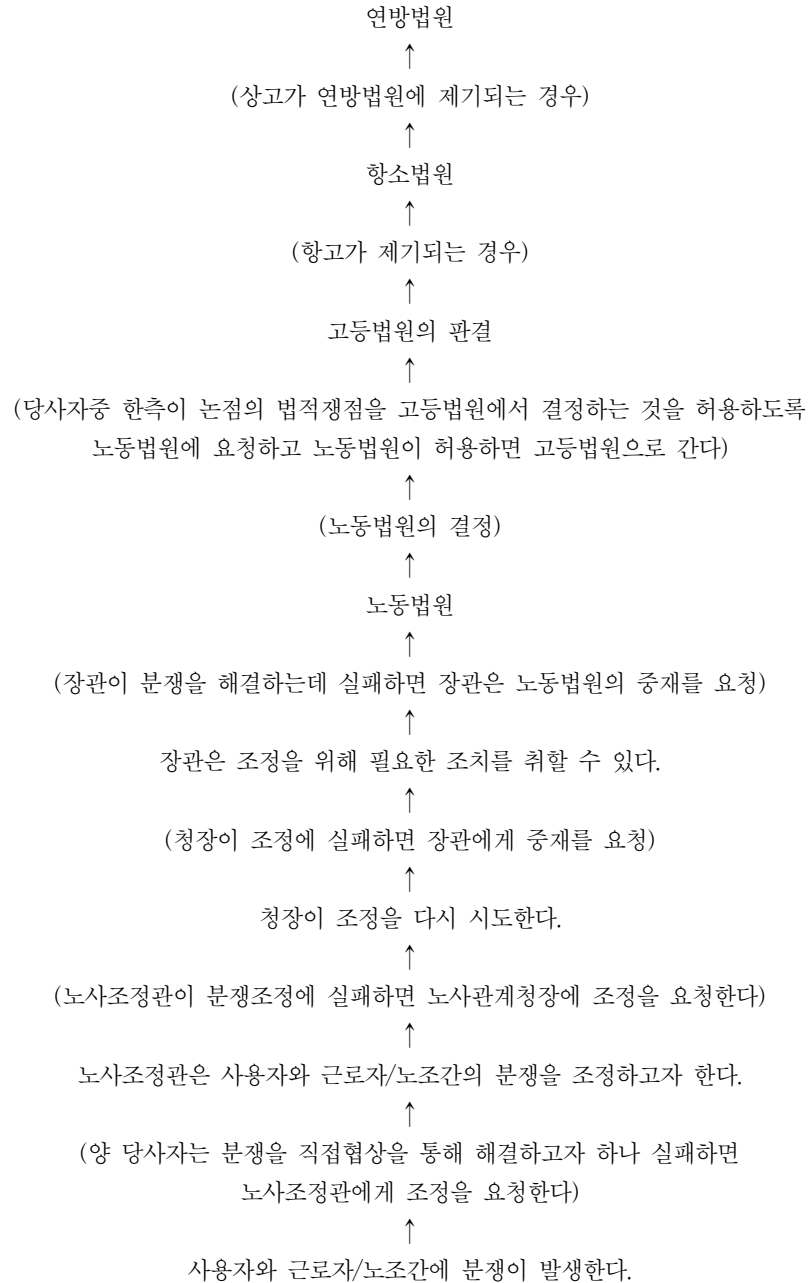 연방법원
↑
(상고가 연방법원에 제기되는 경우)
↑
항소법원
↑
(항고가 제기되는 경우)
↑
고등법원의 판결
↑
(당사자중 한측이 논점의 법적쟁점을 고등법원에서 결정하는 것을 허용하도록
노동법원에 요청하고 노동법원이 허용하면 고등법원으로 간다)
↑
(노동법원의 결정)
↑
노동법원
↑
(장관이 분쟁을 해결하는데 실패하면 장관은 노동법원의 중재를 요청)
↑
장관은 조정을 위해 필요한 조치를 취할 수 있다.
↑
(청장이 조정에 실패하면 장관에게 중재를 요청)
↑
청장이 조정을 다시 시도한다.
↑
(노사조정관이 분쟁조정에 실패하면 노사관계청장에 조정을 요청한다)
↑
노사조정관은 사용자와 근로자/노조간의 분쟁을 조정하고자 한다.
↑
(양 당사자는 분쟁을 직접협상을 통해 해결하고자 하나 실패하면
노사조정관에게 조정을 요청한다)
↑
사용자와 근로자/노조간에 분쟁이 발생한다.